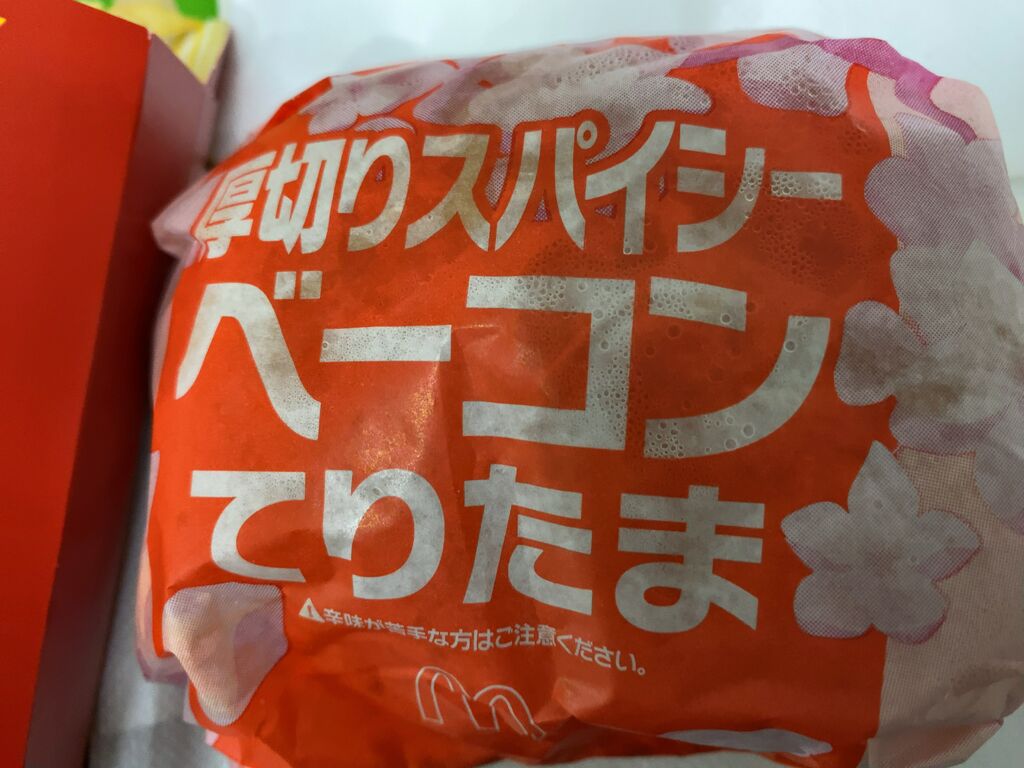 厚切りスパイシー
ベーコン
てりたま
⚠辛味が苦手な方はご注意ください。